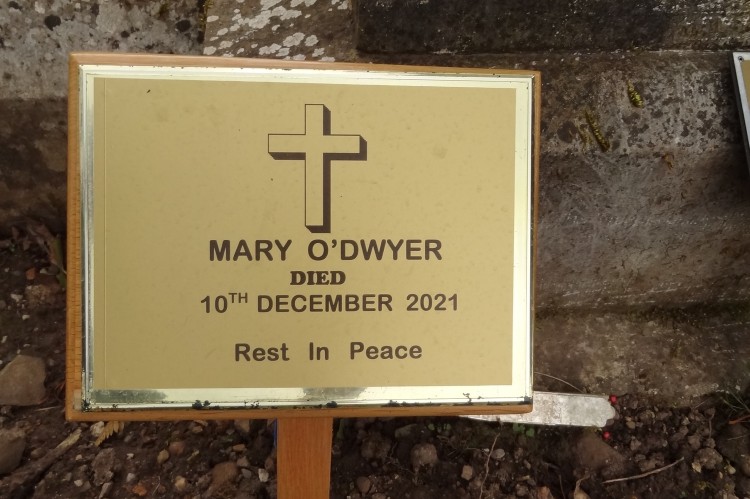 MARY O'DWYER
DIED
10TH DECEMBER 2021
Rest In Peace